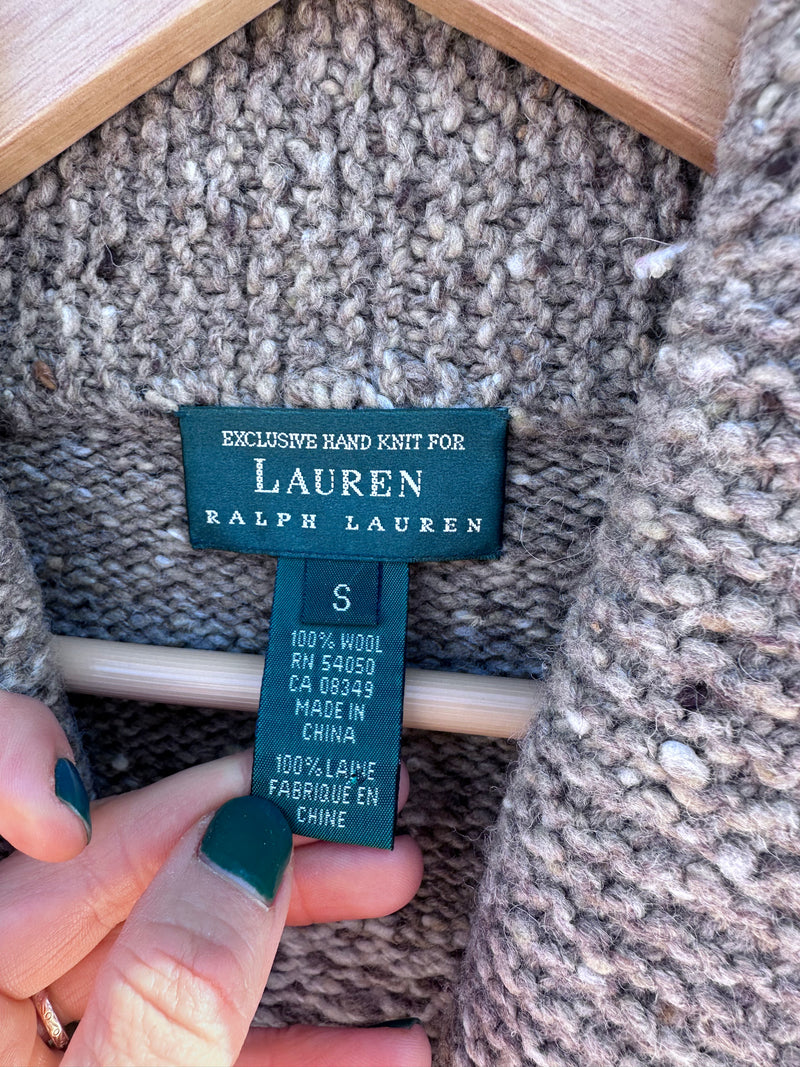 EXCLUSIVE HAND KNIT FOR
LAUREN
RALPH LAUREN
S
100% WOOL
RN 54050
CA 08349
MADE IN
CHINA
100% LAINE
FABRIQUÉ EN
CHINE